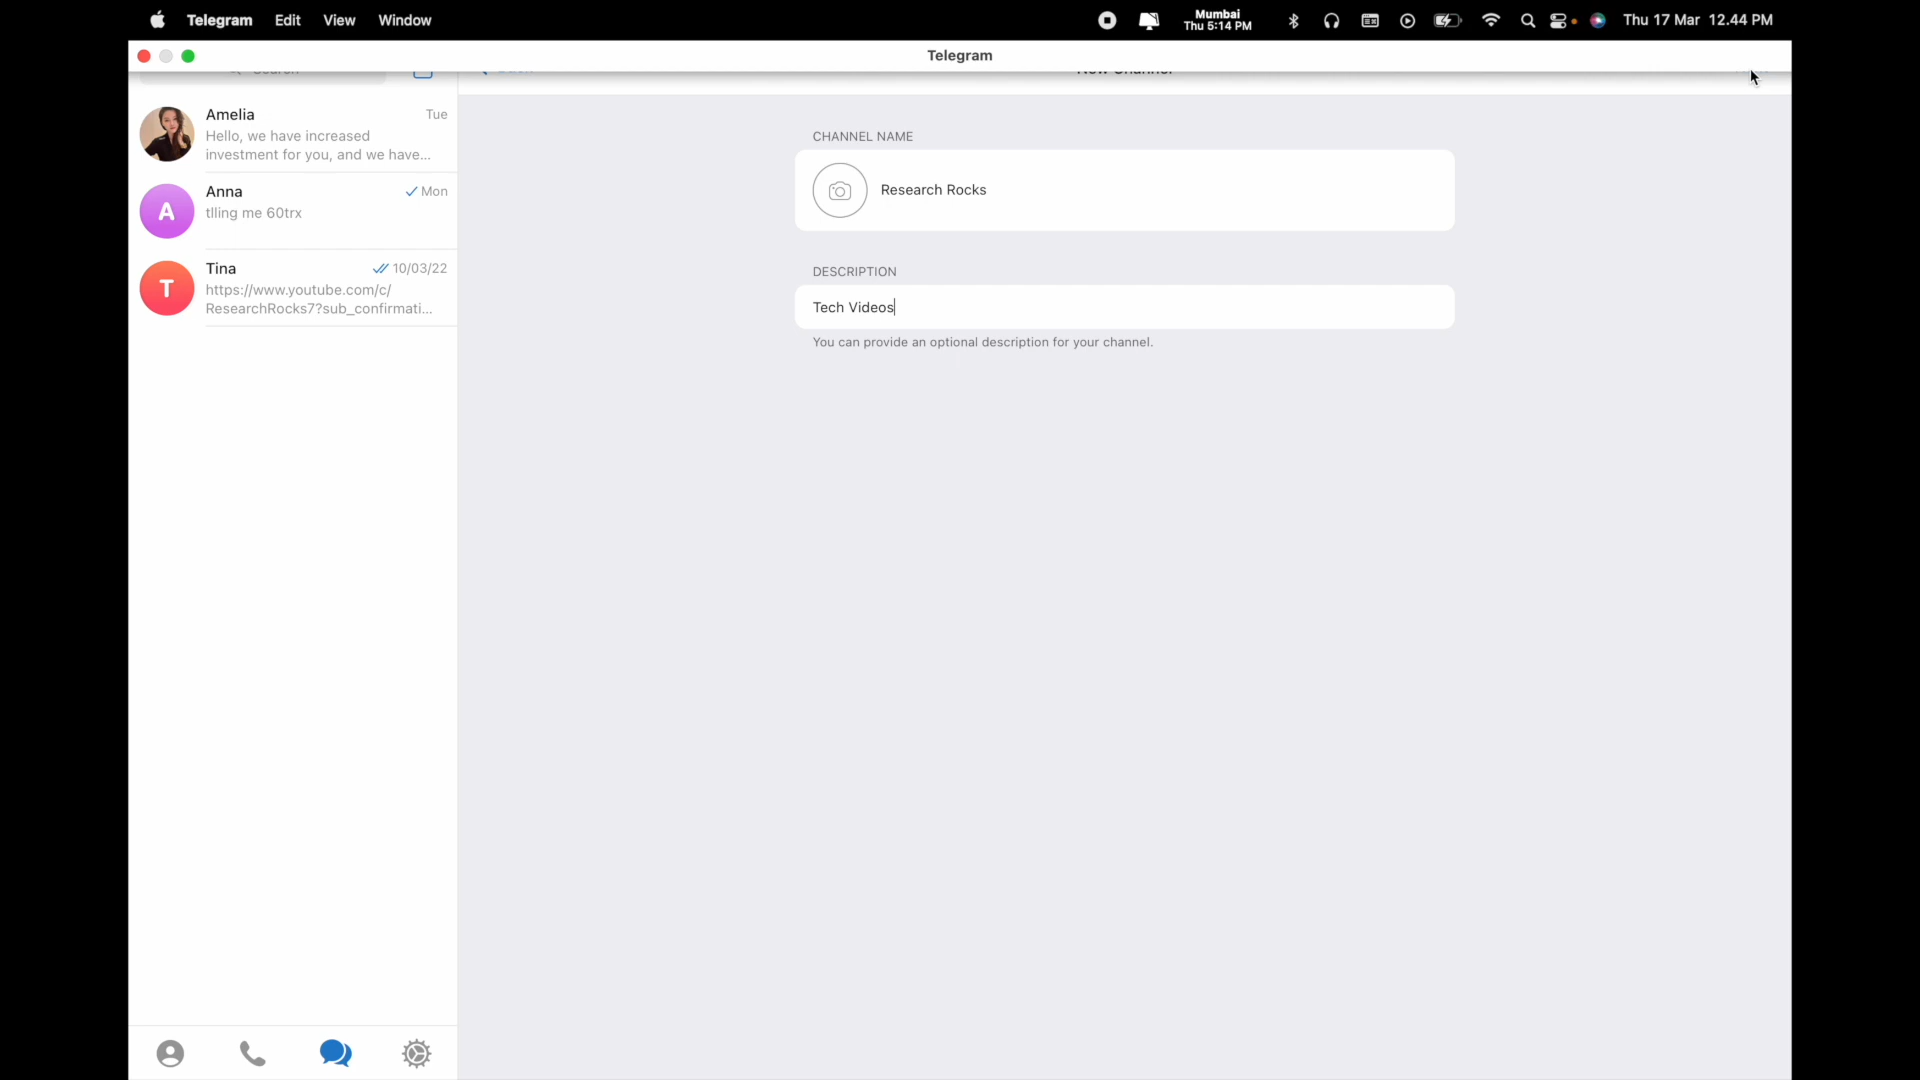 Telegram Edit View Window
Mumbai
Thu 5:14 PM
Thu 17 Mar 12.44 PM
Telegram
Amelia Tue
Hello, we have increased
investment for you, and we have...
A
Anna Mon
tlling me 60trx
T
Tina 10/03/22
https://www.youtube.com/c/
ResearchRocks7?sub_confirmati...
CHANNEL NAME
Research Rocks
DESCRIPTION
Tech Videos
You can provide an optional description for your channel.